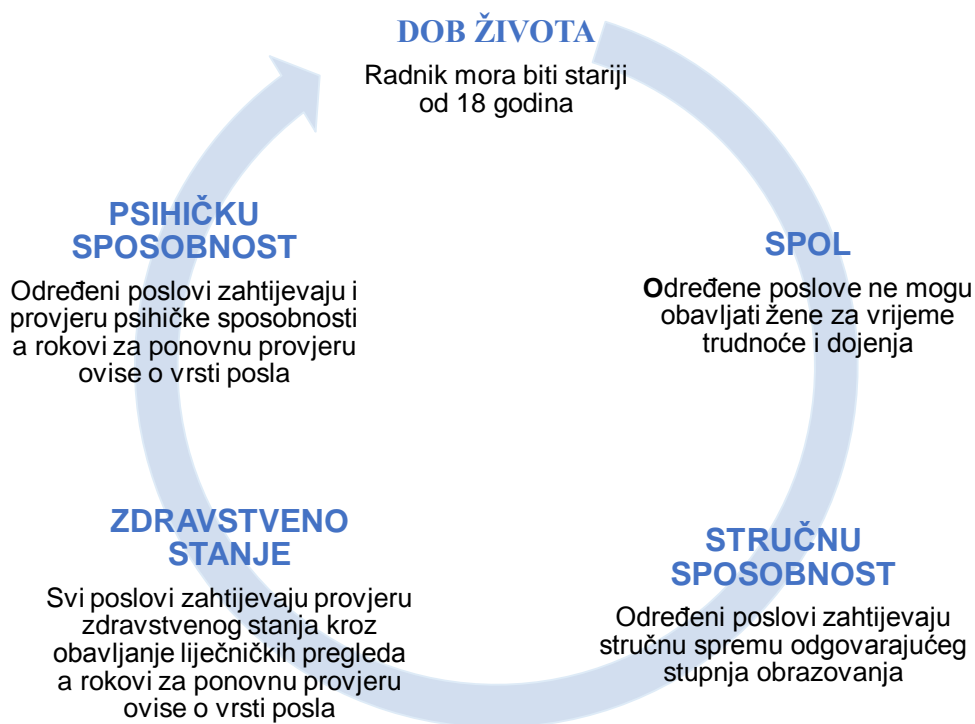 DOB ŽIVOTA
Radnik mora biti stariji
od 18 godina
SPOL
Određene poslove ne mogu
obavljati žene za vrijeme
trudnoće i dojenja
STRUČNU
SPOSOBNOST
Određeni poslovi zahtijevaju
stručnu spremu odgovarajućeg
stupnja obrazovanja
ZDRAVSTVENO
STANJE
Svi poslovi zahtijevaju provjeru
zdravstvenog stanja kroz
obavljanje liječničkih pregleda
a rokovi za ponovnu provjeru
ovise o vrsti posla
PSIHIČKU
SPOSOBNOST
Određeni poslovi zahtijevaju i
provjeru psihičke sposobnosti
a rokovi za ponovnu provjeru
ovise o vrsti posla